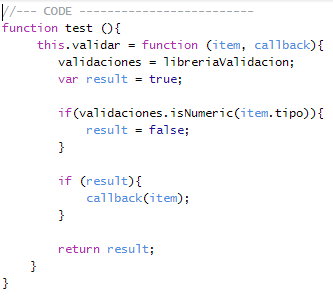 //--- CODE -------------------------
function test (){
this.validar = function (item, callback){
validaciones = libreriaValidacion;
var result = true;
if(validaciones.isNumeric(item.tipo)){
result = false;
}
if (result){
callback(item);
}
return result;
}
}